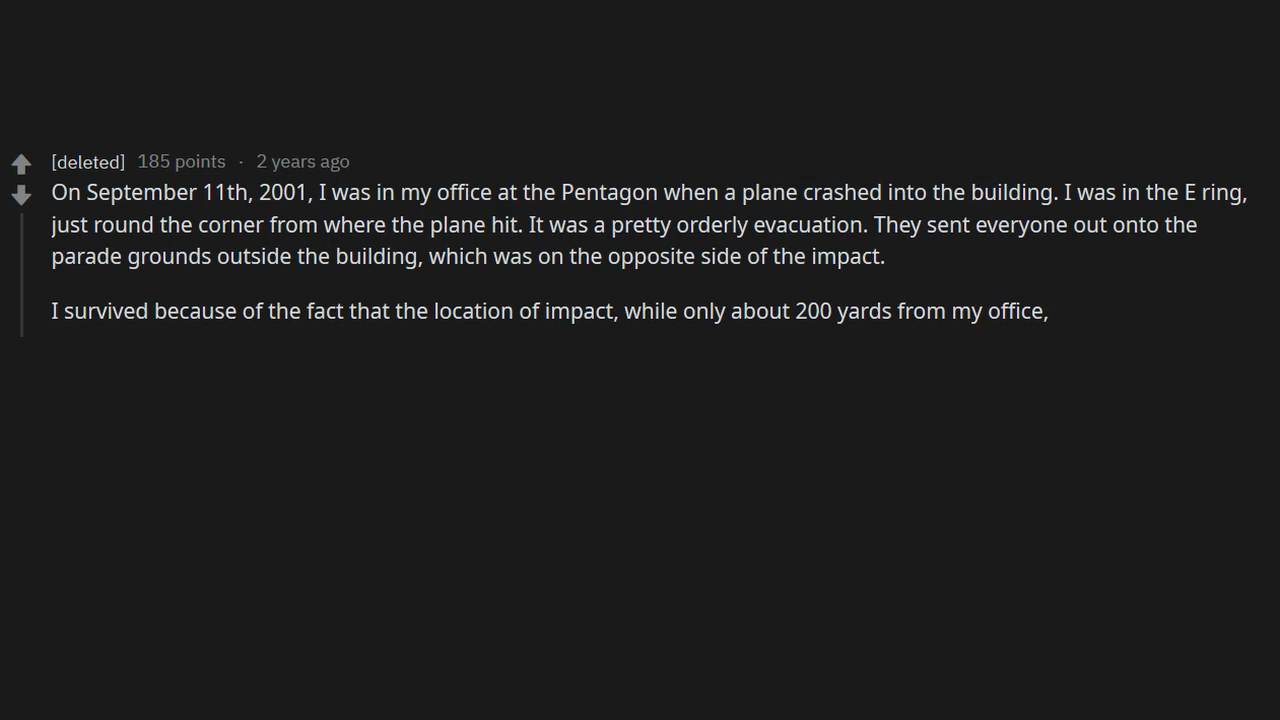 [deleted] 185 points · 2 years ago
On September 11th, 2001, I was in my office at the Pentagon when a plane crashed into the building. I was in the E ring,
just round the corner from where the plane hit. It was a pretty orderly evacuation. They sent everyone out onto the
parade grounds outside the building, which was on the opposite side of the impact.
I survived because of the fact that the location of impact, while only about 200 yards from my office,